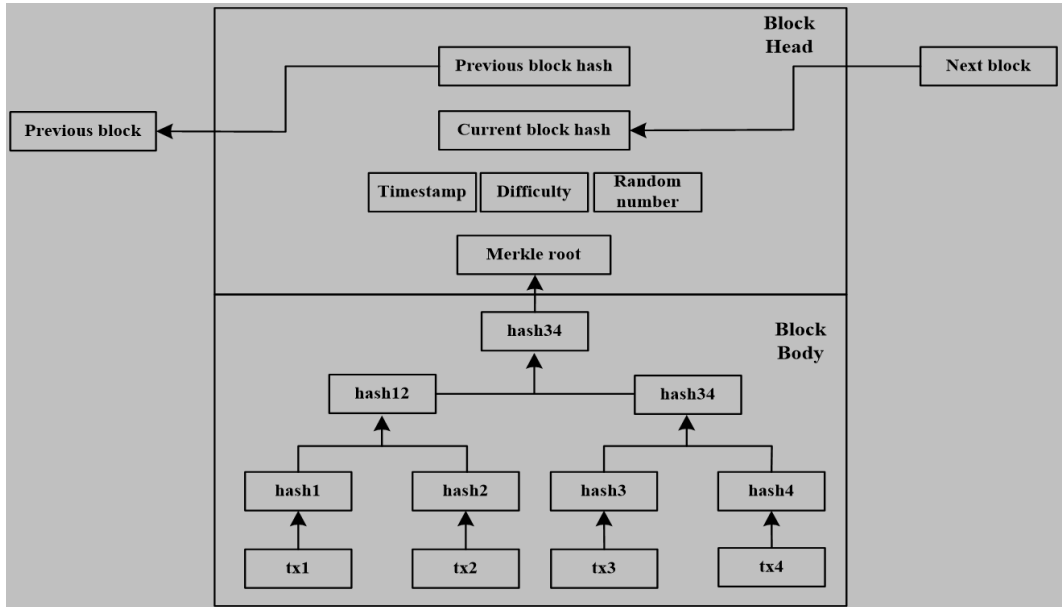 Block
Head
Previous block hash
Next block
Previous block
Current block hash
Timestamp
Difficulty
Random
number
Merkle root
hash34
Block
Body
hash12
hash34
hash1
hash2
hash3
hash4
tx1
tx2
tx3
tx4